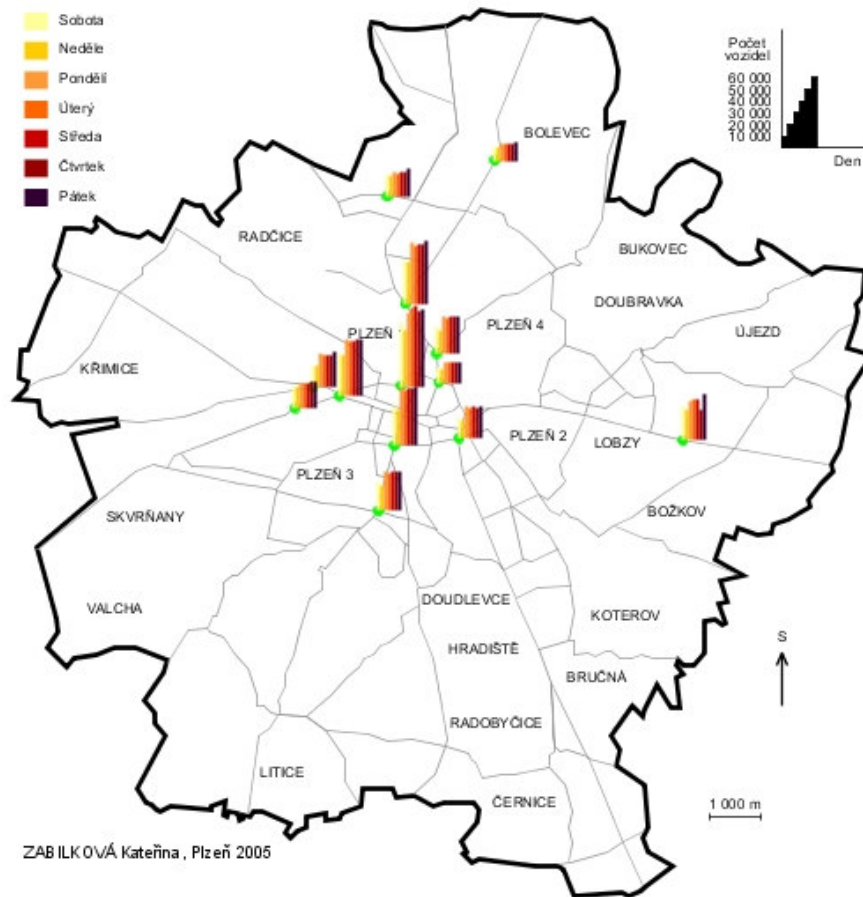 Sobota
Neděle
Pondělí
Úterý
Středa
Čtvrtek
Pátek
Počet
vozidel
60 000
50 000
40 000
30 000
20 000
10 000
Den
BOLEVEC
RADČICE
BUKOVEC
DOUBRAVKA
PLZEŇ
PLZEŇ 4
ÚJEZD
KŘIMICE
PLZEŇ 2
LOBZY
PLZEŇ 3
SKVRŇANY
BOŽKOV
VALCHA
DOUDLEVCE
KOTEROV
S
HRADIŠTĚ
BRUČNÁ
RADOBYČICE
LITICE
ČERNICE
1 000 m
ZABILKOVÁ Kateřina , Plzeň 2005